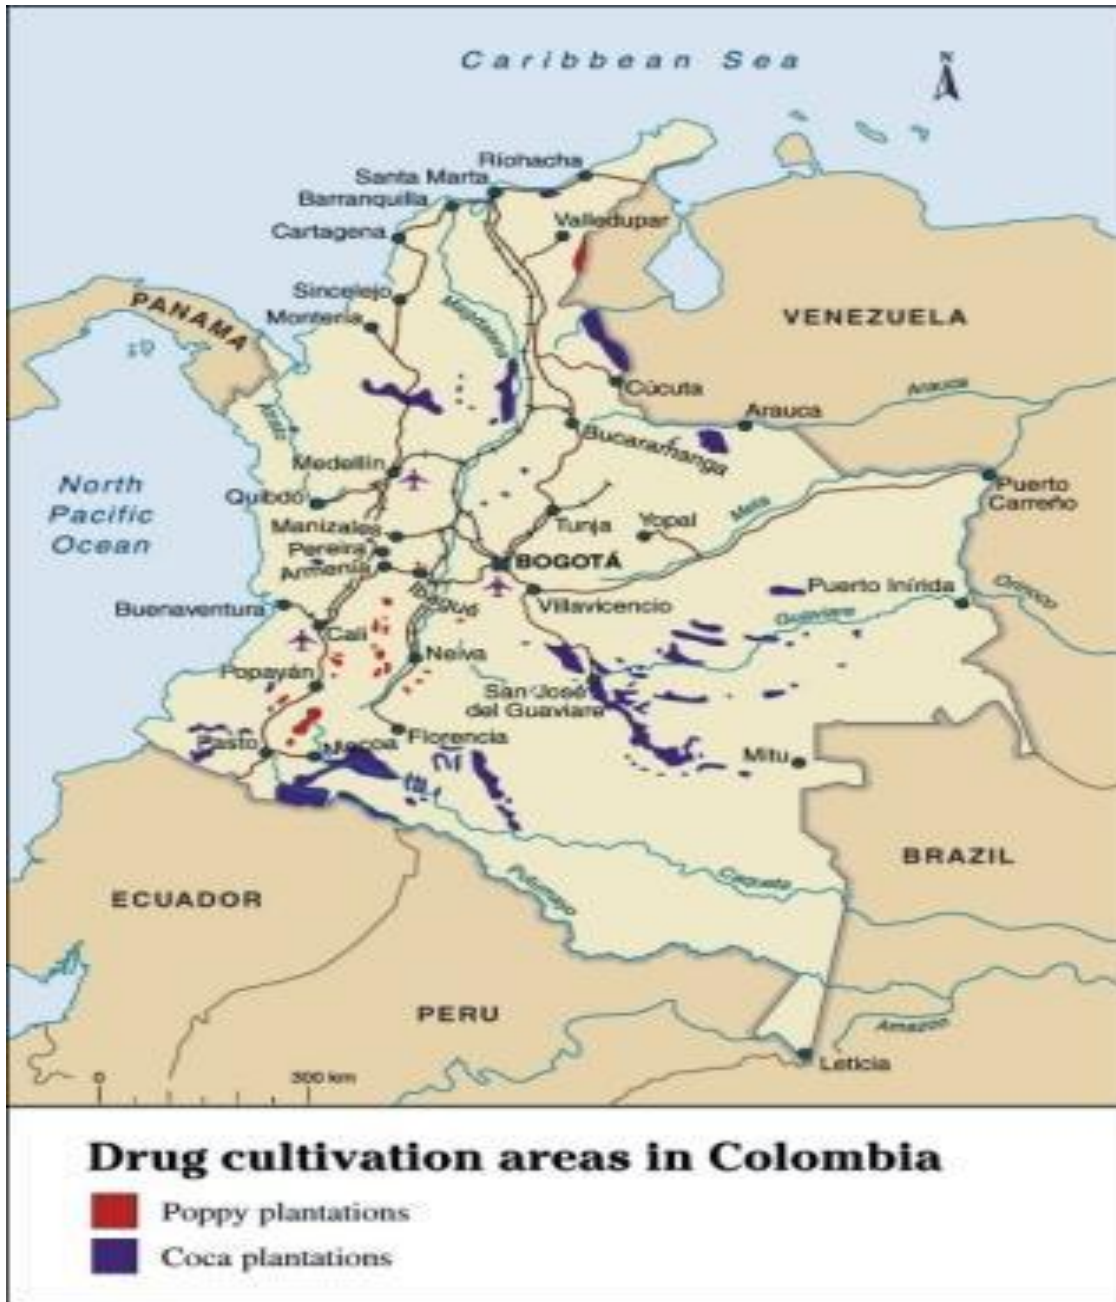 Caribbean Sea
N
Ríohacha
Santa Marta
Barranquilla
Valledupar
Cartagena
Sincelejo
Montería
Magdalena
PANAMA
VENEZUELA
Cúcuta
Arauca
Arauca
Bucaramanga
Atrato
Medellín
Quibdó
North
Pacific
Ocean
Puerto
Carreño
Manizales
Pereira
Armenia
Tunja
Yopal
Meta
BOGOTÁ
Ibagué
Villavicencio
Puerto Inírida
Orinoco
Guaviare
Buenaventura
Cali
Neiva
Popayán
San José
del Guaviare
Pasto
Mocoa
Florencia
Mitu
BRAZIL
ECUADOR
Caquetá
Putumayo
PERU
Amazon
Leticia
0
300 km
Drug cultivation areas in Colombia
Poppy plantations
Coca plantations